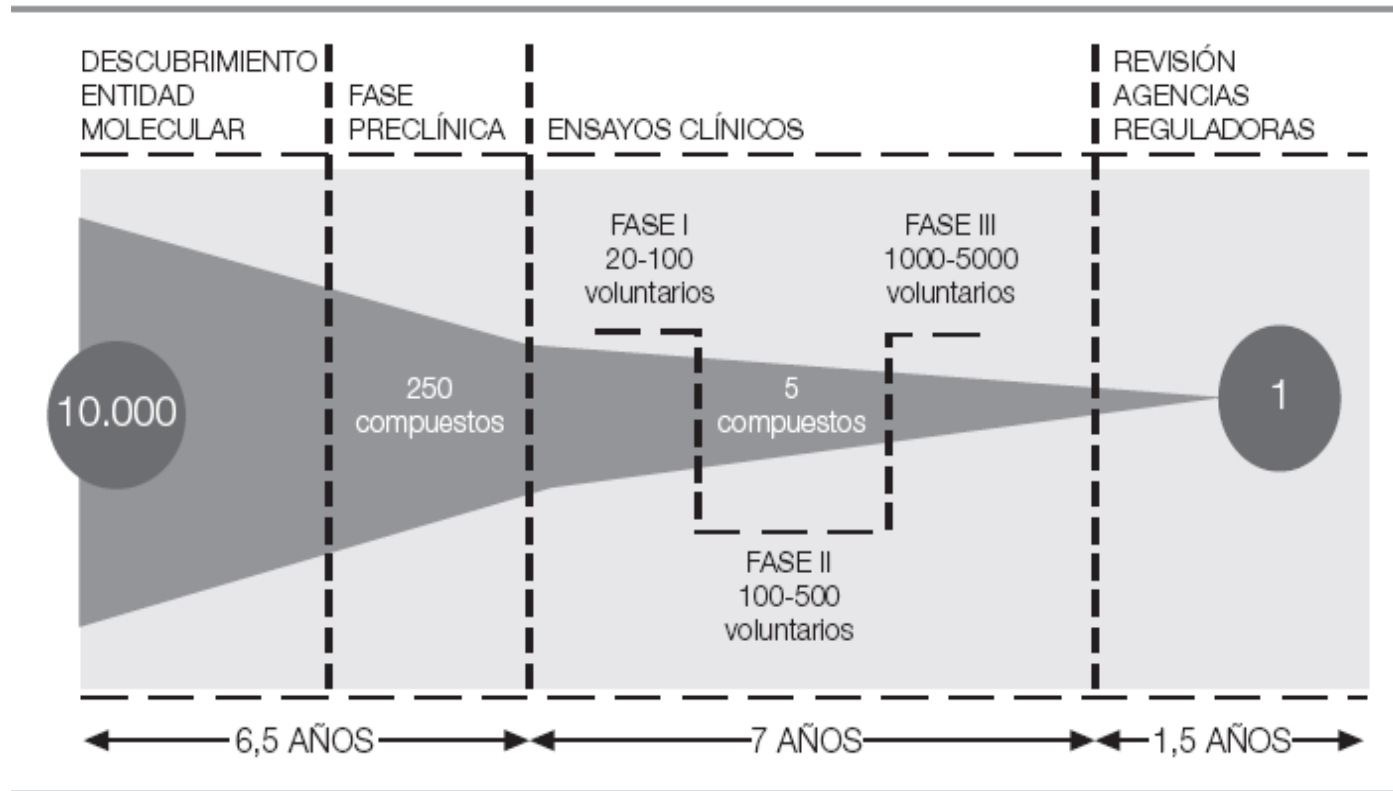 DESCUBRIMIENTO
ENTIDAD
MOLECULAR
FASE
PRECLÍNICA
ENSAYOS CLÍNICOS
REVISIÓN
AGENCIAS
REGULADORAS
FASE I
20-100
voluntarios
FASE III
1000-5000
voluntarios
10.000
250
compuestos
5
compuestos
1
FASE II
100-500
voluntarios
6,5 AÑOS
7 AÑOS
1,5 AÑOS